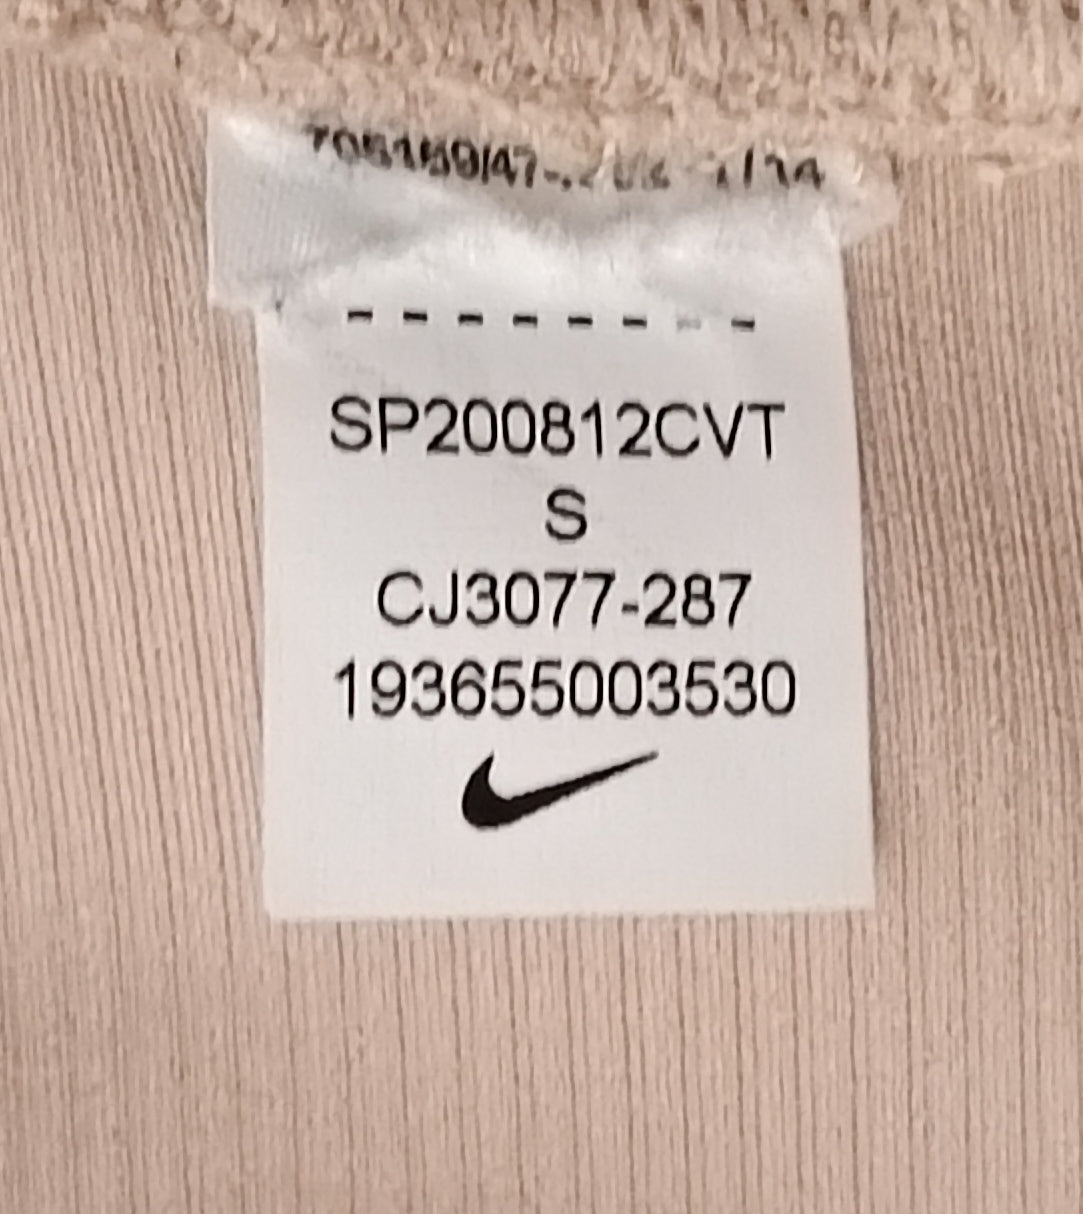 - - - - - - - -
SP200812CVT
S
CJ3077-287
193655003530